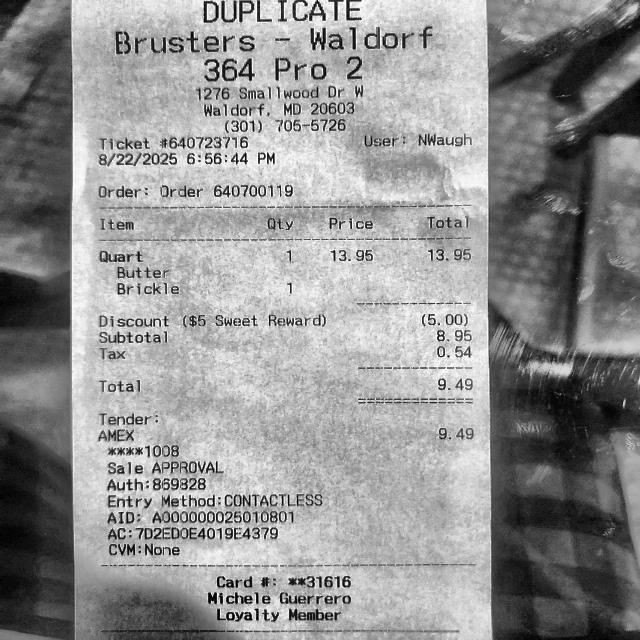 DUPLICATE
Brusters - Waldorf
364 Pro 2
1276 Smallwood Dr W
Waldorf, MD 20603
(301) 705-5726
Ticket #640723716 User: NWaugh
8/22/2025 6:56:44 PM
Order: Order 640700119
Item Qty Price Total
Quart 1 13.95 13.95
Butter
Brickle 1
Discount ($5 Sweet Reward) (5.00)
Subtotal 8.95
Tax 0.54
Total 9.49
Tender:
AMEX 9.49
****1008
Sale APPROVAL
Auth:869328
Entry Method:CONTACTLESS
AID: A000000025010801
AC:7D2ED0E4019E4379
CVM:None
Card #: **31616
Michele Guerrero
Loyalty Member